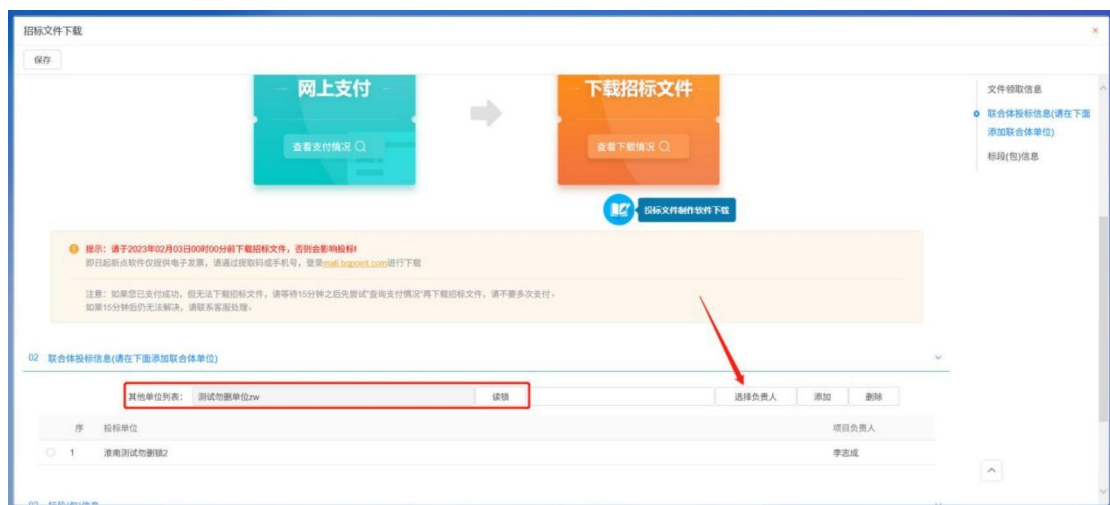 招标文件下载
×
保存
网上支付
查看支付情况
下载招标文件
查看下载情况
投标文件制作软件下载
文件领取信息
联合体投标信息(请在下面
添加联合体单位)
标段(包)信息
提示：请于2023年02月03日00时00分前下载招标文件，否则会影响投标!
即日起新点软件仅提供电子发票，请通过提取码或手机号，登录mall.bqpoint.com进行下载
注意：如果您已支付成功，但无法下载招标文件，请等待15分钟之后先尝试"查询支付情况"再下载招标文件，请不要多次支付。
如果15分钟后仍无法解决，请联系客服处理。
02 联合体投标信息(请在下面添加联合体单位)
其他单位列表： 测试勿删单位zw 读锁 选择负责人 添加 删除
序 投标单位 项目负责人
1 淮南测试勿删锁2 李志成
03 标段(包)信息